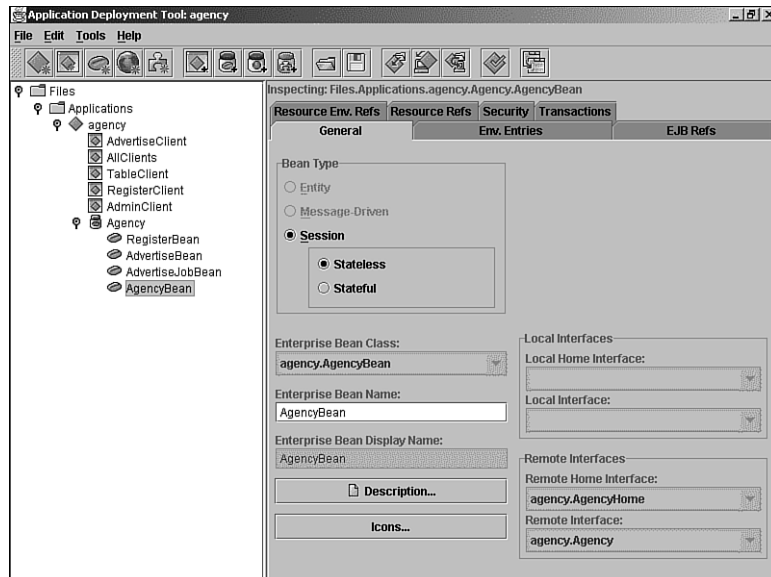 Application Deployment Tool: agency
File Edit Tools Help
Files
Applications
agency
AdvertiseClient
AllClients
TableClient
RegisterClient
AdminClient
Agency
RegisterBean
AdvertiseBean
AdvertiseJobBean
AgencyBean
Inspecting: Files.Applications.agency.Agency.AgencyBean
Resource Env. Refs Resource Refs Security Transactions
General Env. Entries EJB Refs
Bean Type
Entity
Message-Driven
Session
Stateless
Stateful
Enterprise Bean Class:
agency.AgencyBean
Enterprise Bean Name:
AgencyBean
Enterprise Bean Display Name:
AgencyBean
Description...
Icons...
Local Interfaces
Local Home Interface:
Local Interface:
Remote Interfaces
Remote Home Interface:
agency.AgencyHome
Remote Interface:
agency.Agency